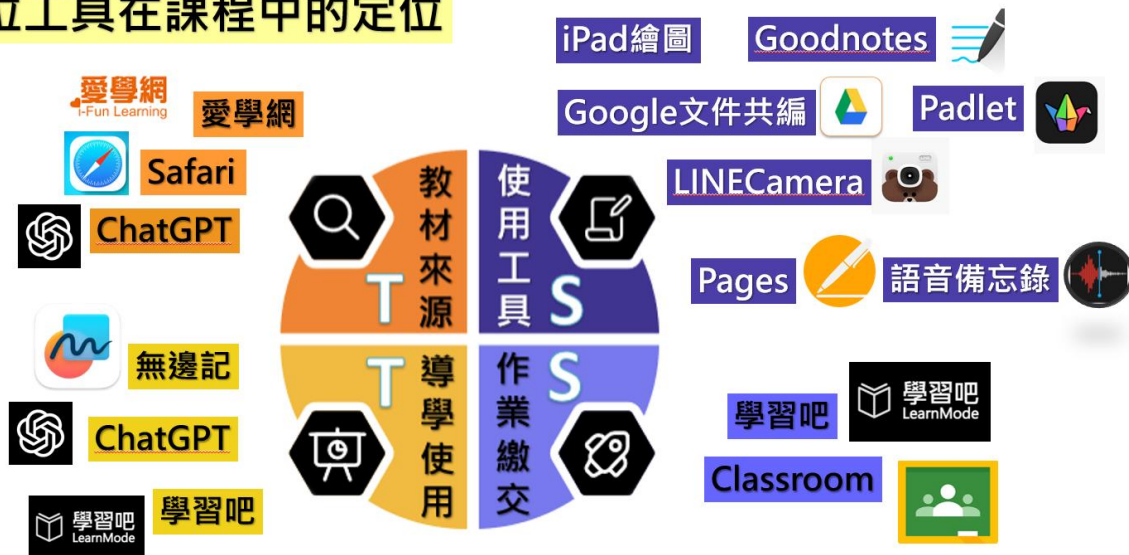 位工具在課程中的定位
愛學網
i-Fun Learning
愛學網
Safari
ChatGPT
iPad繪圖
Goodnotes
Google文件共編
Padlet
LINECamera
Pages
語音備忘錄
教材來源
T
使用工具
S
導學使用
T
作業繳交
S
無邊記
ChatGPT
學習吧
LearnMode
學習吧
學習吧
學習吧
LearnMode
Classroom